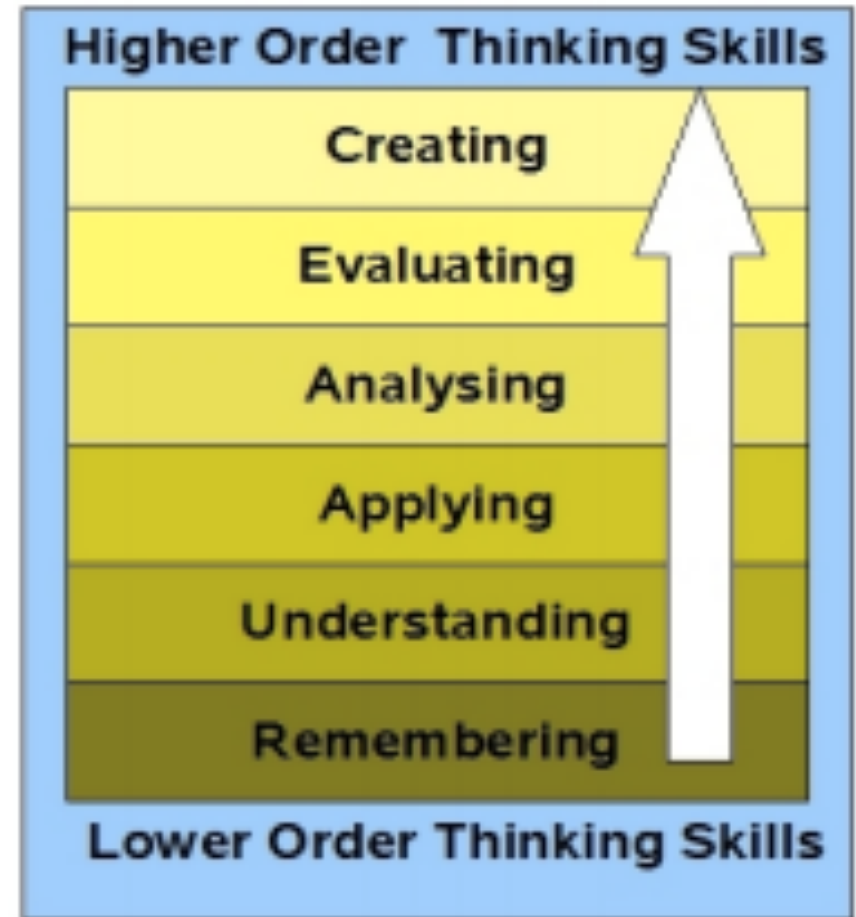 Higher Order Thinking Skills
Creating
Evaluating
Analysing
Applying
Understanding
Remembering
Lower Order Thinking Skills